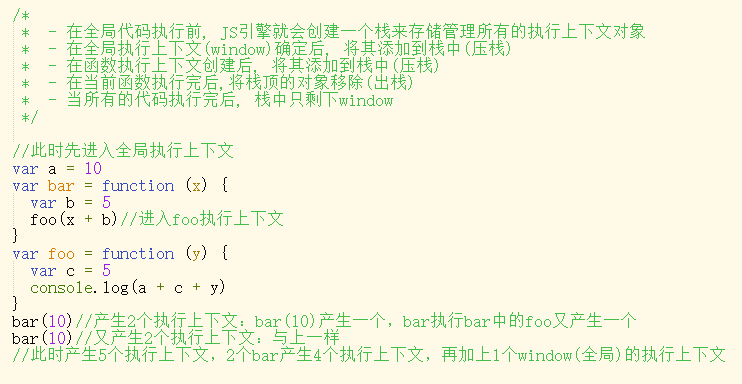 /*
* - 在全局代码执行前, JS引擎就会创建一个栈来存储管理所有的执行上下文对象
* - 在全局执行上下文(window)确定后, 将其添加到栈中(压栈)
* - 在函数执行上下文创建后, 将其添加到栈中(压栈)
* - 在当前函数执行完后,将栈顶的对象移除(出栈)
* - 当所有的代码执行完后, 栈中只剩下window
*/
//此时先进入全局执行上下文
var a = 10
var bar = function (x) {
var b = 5
foo(x + b)//进入foo执行上下文
}
var foo = function (y) {
var c = 5
console.log(a + c + y)
}
bar(10)//产生2个执行上下文：bar(10)产生一个，bar执行bar中的foo又产生一个
bar(10)//又产生2个执行上下文：与上一样
//此时产生5个执行上下文，2个bar产生4个执行上下文，再加上1个window(全局)的执行上下文